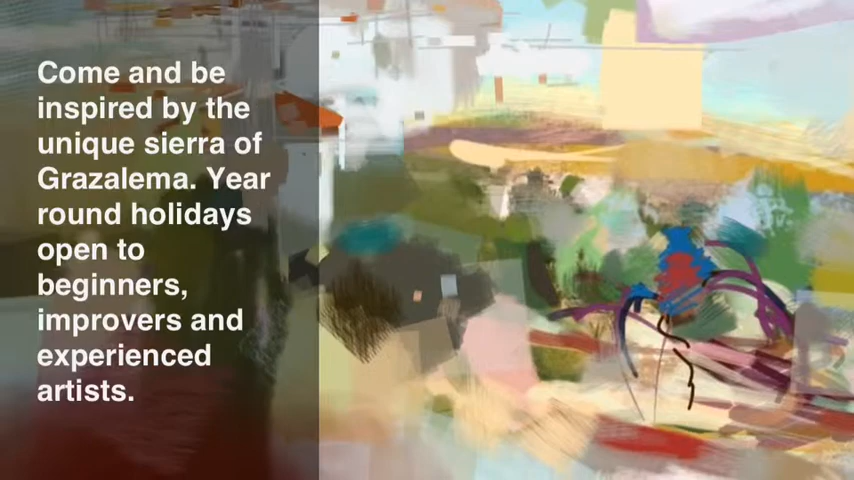 Come and be
inspired by the
unique sierra of
Grazalema. Year
round holidays
open to
beginners,
improvers and
experienced
artists.